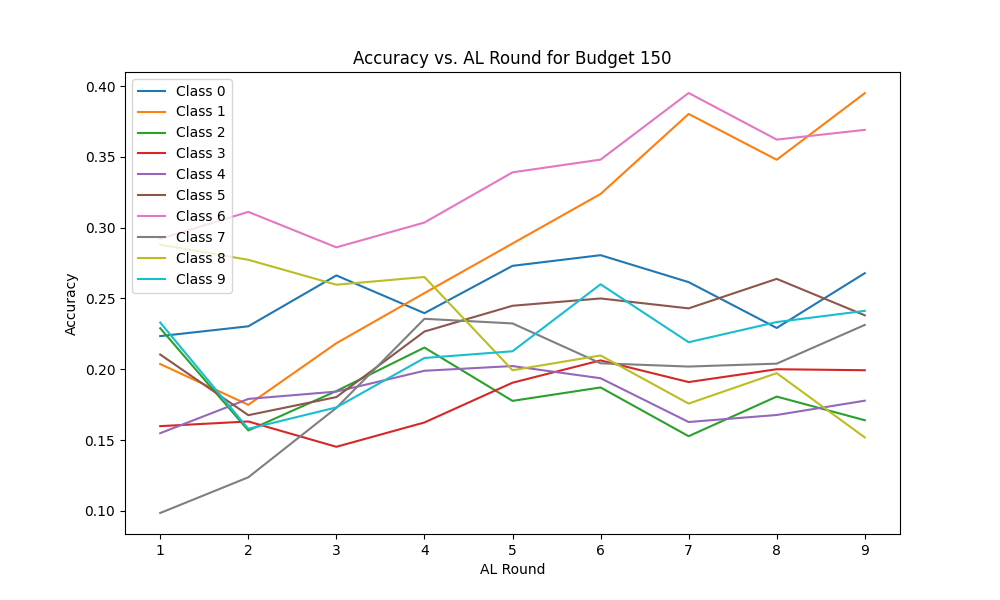 Accuracy vs. AL Round for Budget 150
Accuracy
0.40
0.35
0.30
0.25
0.20
0.15
0.10
Class 0
Class 1
Class 2
Class 3
Class 4
Class 5
Class 6
Class 7
Class 8
Class 9
1 2 3 4 5 6 7 8 9
AL Round